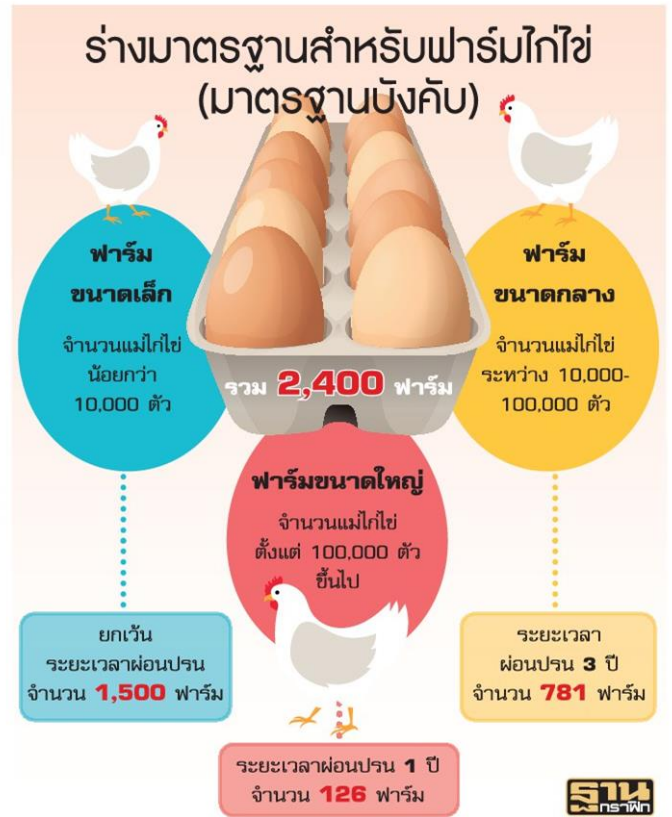 ร่างมาตรฐานสำหรับฟาร์มไก่ไข่
(มาตรฐานบังคับ)
ฟาร์ม
ขนาดเล็ก
จำนวนแม่ไก่ไข่
น้อยกว่า
10,000 ตัว
ฟาร์ม
ขนาดกลาง
จำนวนแม่ไก่ไข่
ระหว่าง 10,000-
100,000 ตัว
รวม 2,400 ฟาร์ม
ฟาร์มขนาดใหญ่
จำนวนแม่ไก่ไข่
ตั้งแต่ 100,000 ตัว
ขึ้นไป
ยกเว้น
ระยะเวลาผ่อนปรน
จำนวน 1,500 ฟาร์ม
ระยะเวลา
ผ่อนปรน 3 ปี
จำนวน 781 ฟาร์ม
ระยะเวลาผ่อนปรน 1 ปี
จำนวน 126 ฟาร์ม
ฐาน
กราฟิก